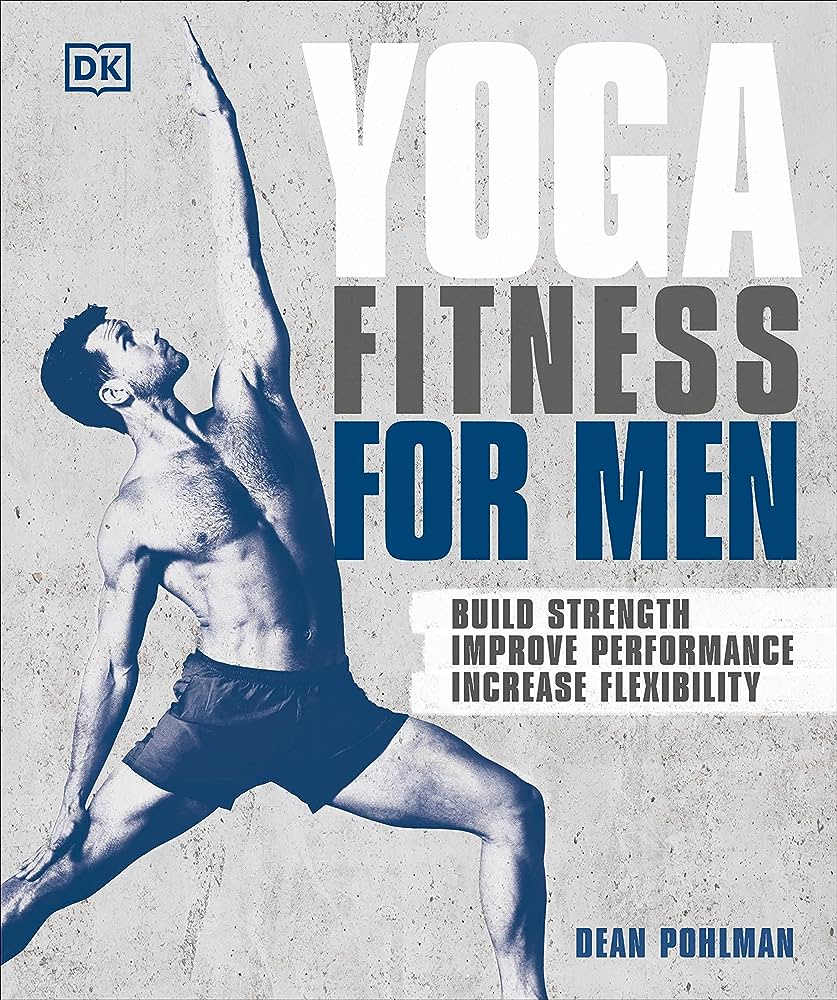 DK
YOGA
FITNESS
FOR MEN
BUILD STRENGTH
IMPROVE PERFORMANCE
INCREASE FLEXIBILITY
DEAN POHLMAN